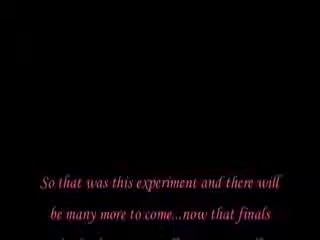 So that was this experiment and there will
be many more to come...now that finals